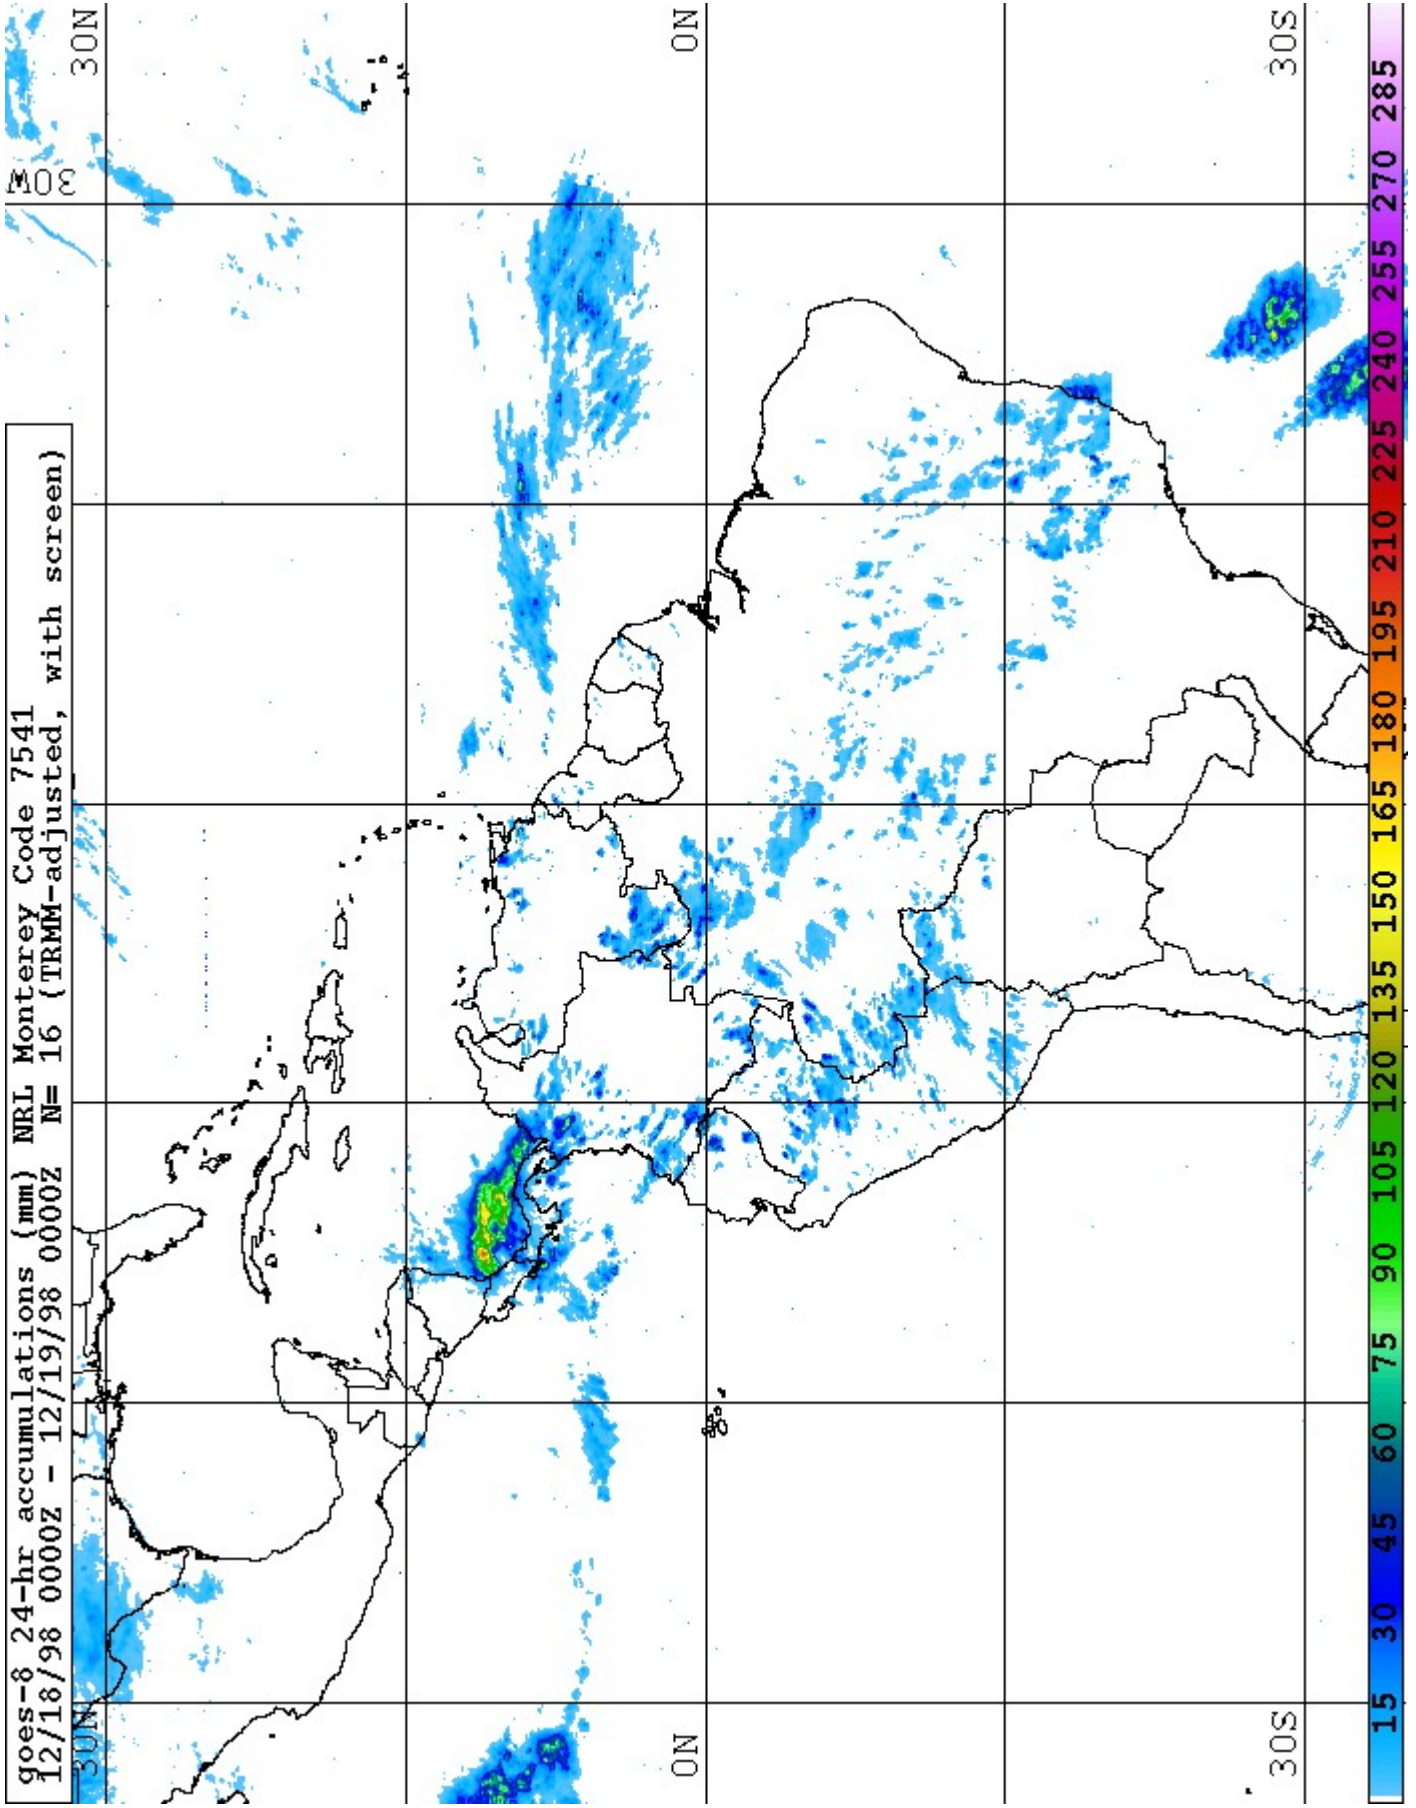 goes-8 24-hr accumulations (mm) NRL Monterey Code 7541
12/18/98 0000Z - 12/19/98 0000Z N= 16 (TRMM-adjusted, with screen)
30W
30N
30N
0N
0N
30S
30S
15 30 45 60 75 90 105 120 135 150 165 180 195 210 225 240 255 270 285